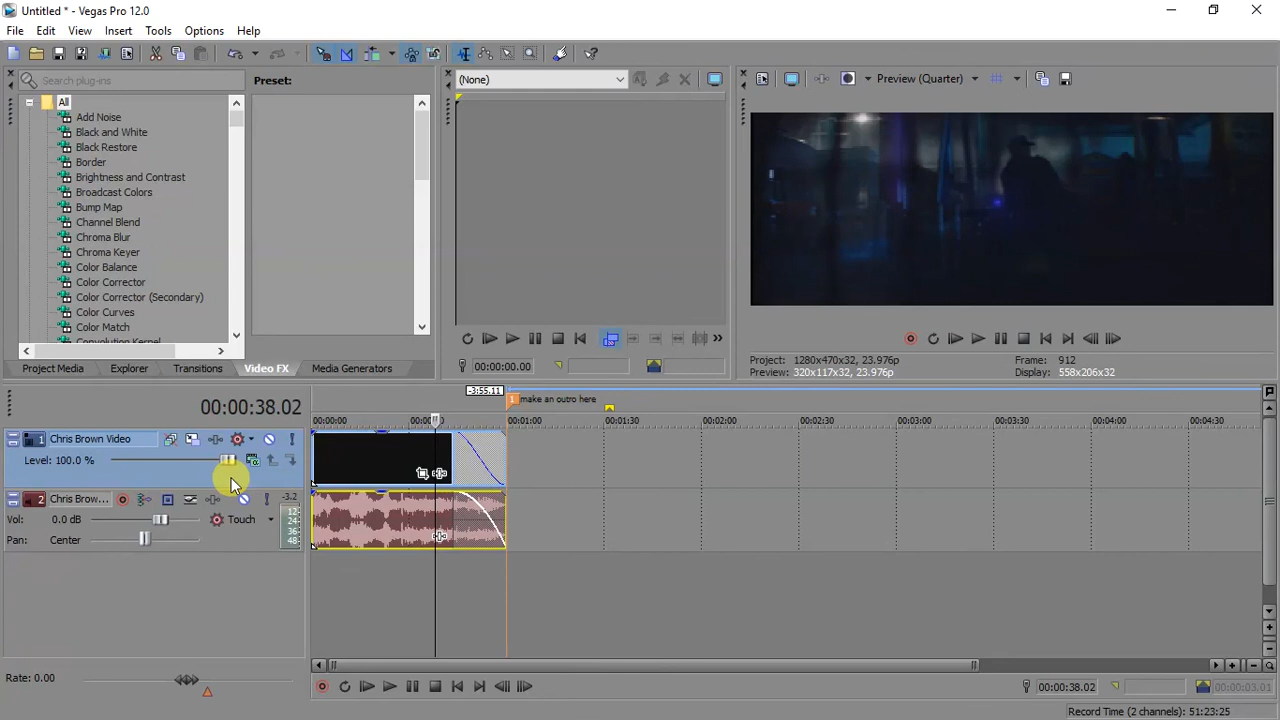 Untitled * - Vegas Pro 12.0
File Edit View Insert Tools Options Help
Search plug-ins
Preset:
(None)
Preview (Quarter)
All
Add Noise
Black and White
Black Restore
Border
Brightness and Contrast
Broadcast Colors
Bump Map
Channel Blend
Chroma Blur
Chroma Keyer
Color Balance
Color Corrector
Color Corrector (Secondary)
Color Curves
Color Match
Convolution Kernel
00:00:00.00
Project: 1280x470x32, 23.976p
Frame: 912
Preview: 320x117x32, 23.976p
Display: 558x206x32
Project Media Explorer Transitions Video FX Media Generators
-3:55.11
1 make an outro here
00:00:38.02
00:00:00 00:01:00 00:01:30 00:02:00 00:02:30 00:03:00 00:03:30 00:04:00 00:04:30
1 Chris Brown Video
Level: 100.0 %
2 Chris Brow...
-3.2
Vol: 0.0 dB Touch
12-
24-
36-
48-
Pan: Center
Rate: 0.00
00:00:38.02
00:00:03.01
Record Time (2 channels): 51:23:25